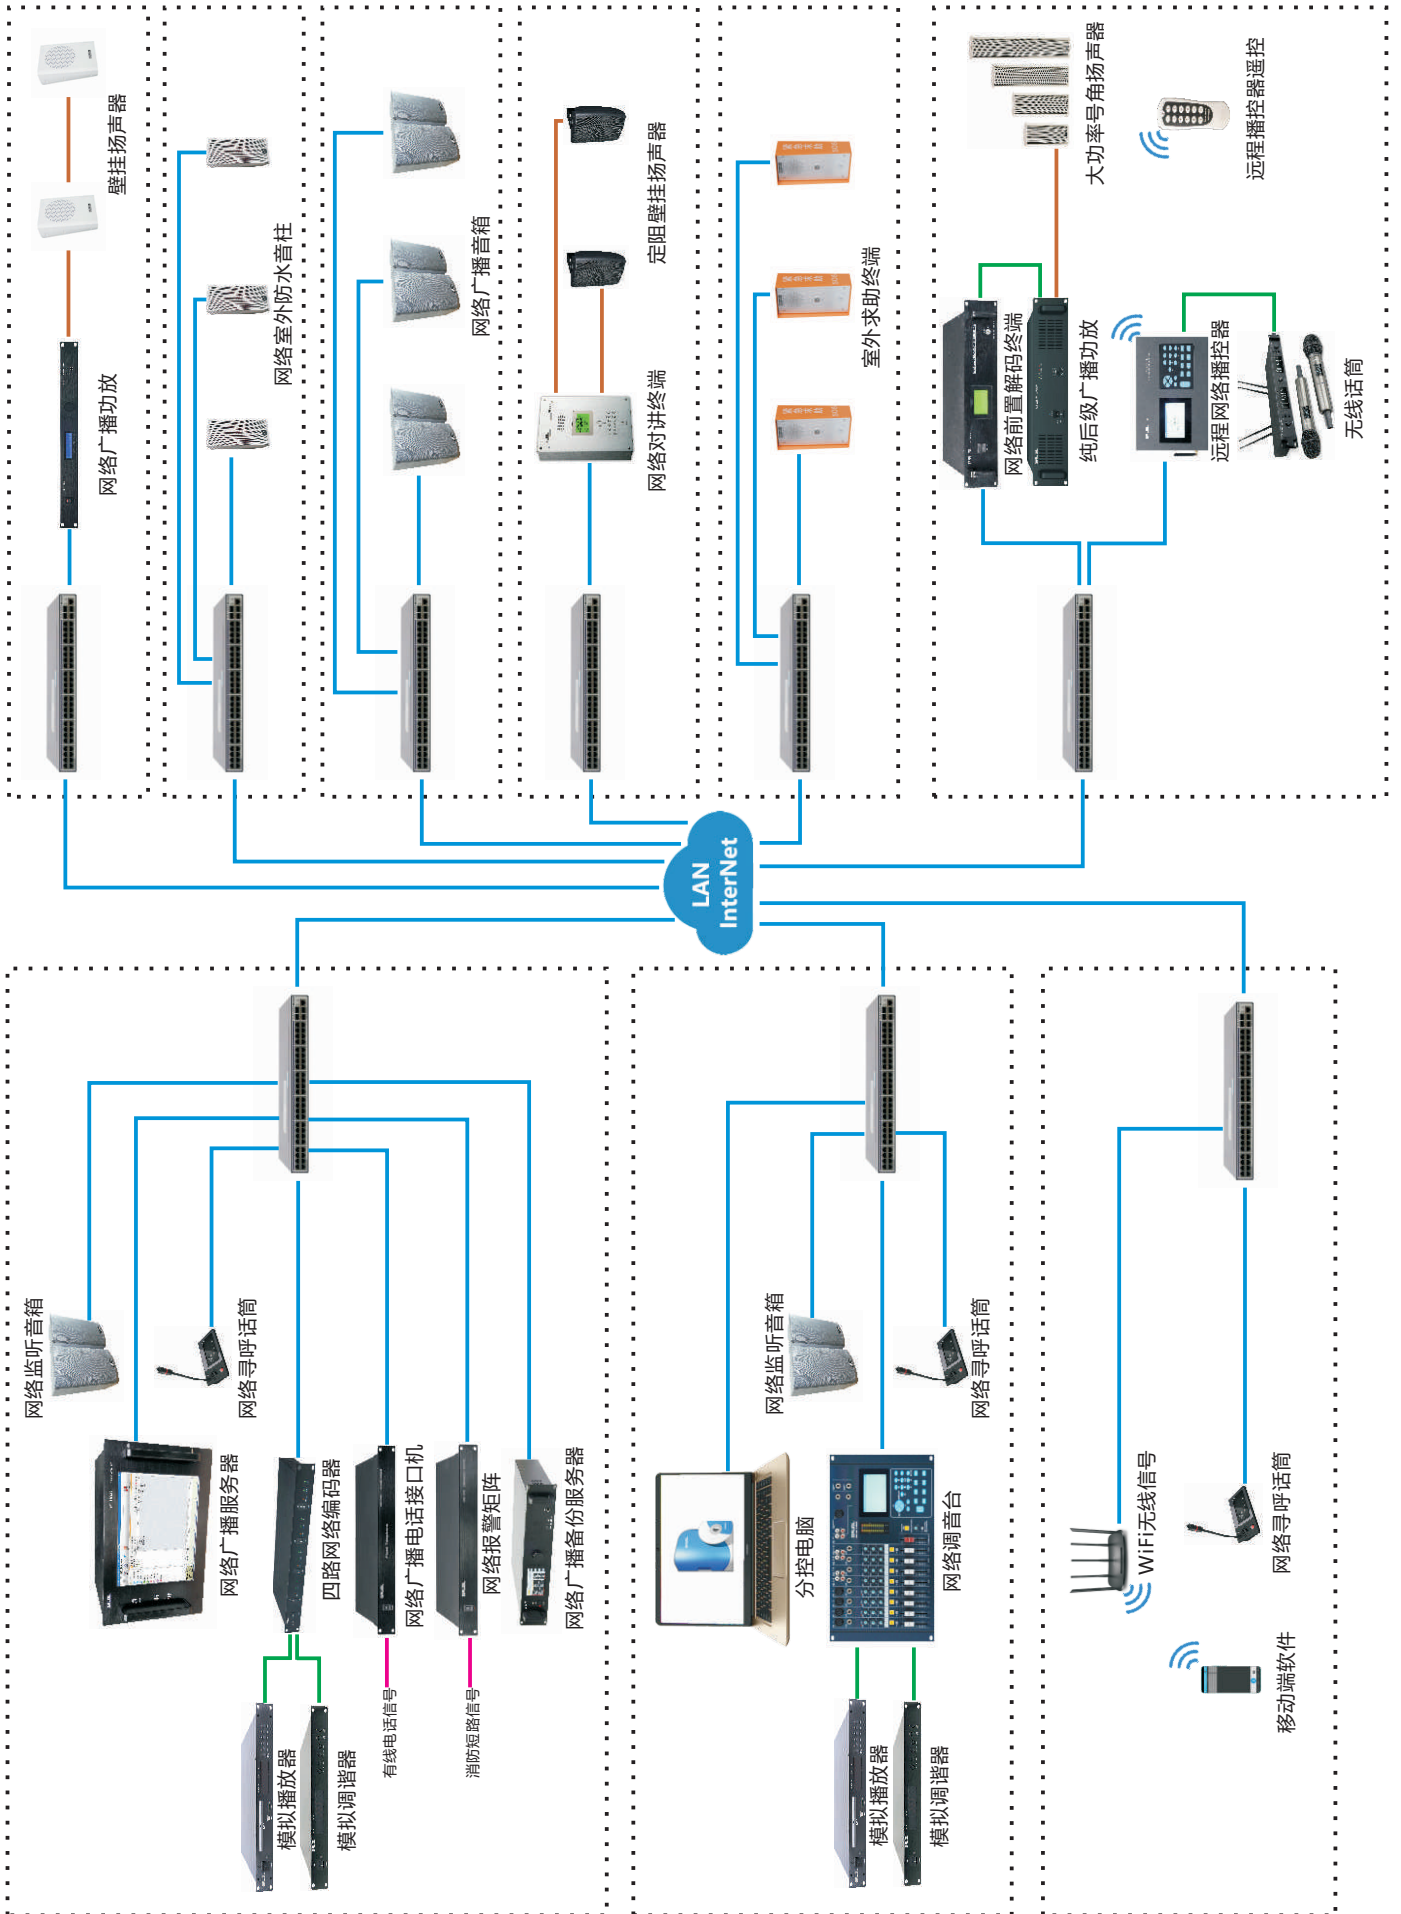 网络监听音箱
网络广播服务器
网络寻呼话筒
四路网络编码器
网络广播电话接口机
网络报警矩阵
网络广播备份服务器
模拟播放器
模拟调谐器
有线电话信号
消防短路信号
网络监听音箱
分控电脑
网络寻呼话筒
网络调音台
模拟播放器
模拟调谐器
WiFi无线信号
网络寻呼话筒
移动端软件
LAN
InterNet
网络广播功放
壁挂扬声器
网络室外防水音柱
网络广播音箱
网络对讲终端
定阻壁挂扬声器
室外求助终端
网络前置解码终端
纯后级广播功放
大功率号角扬声器
远程网络播控器
远程播控器遥控
无线话筒